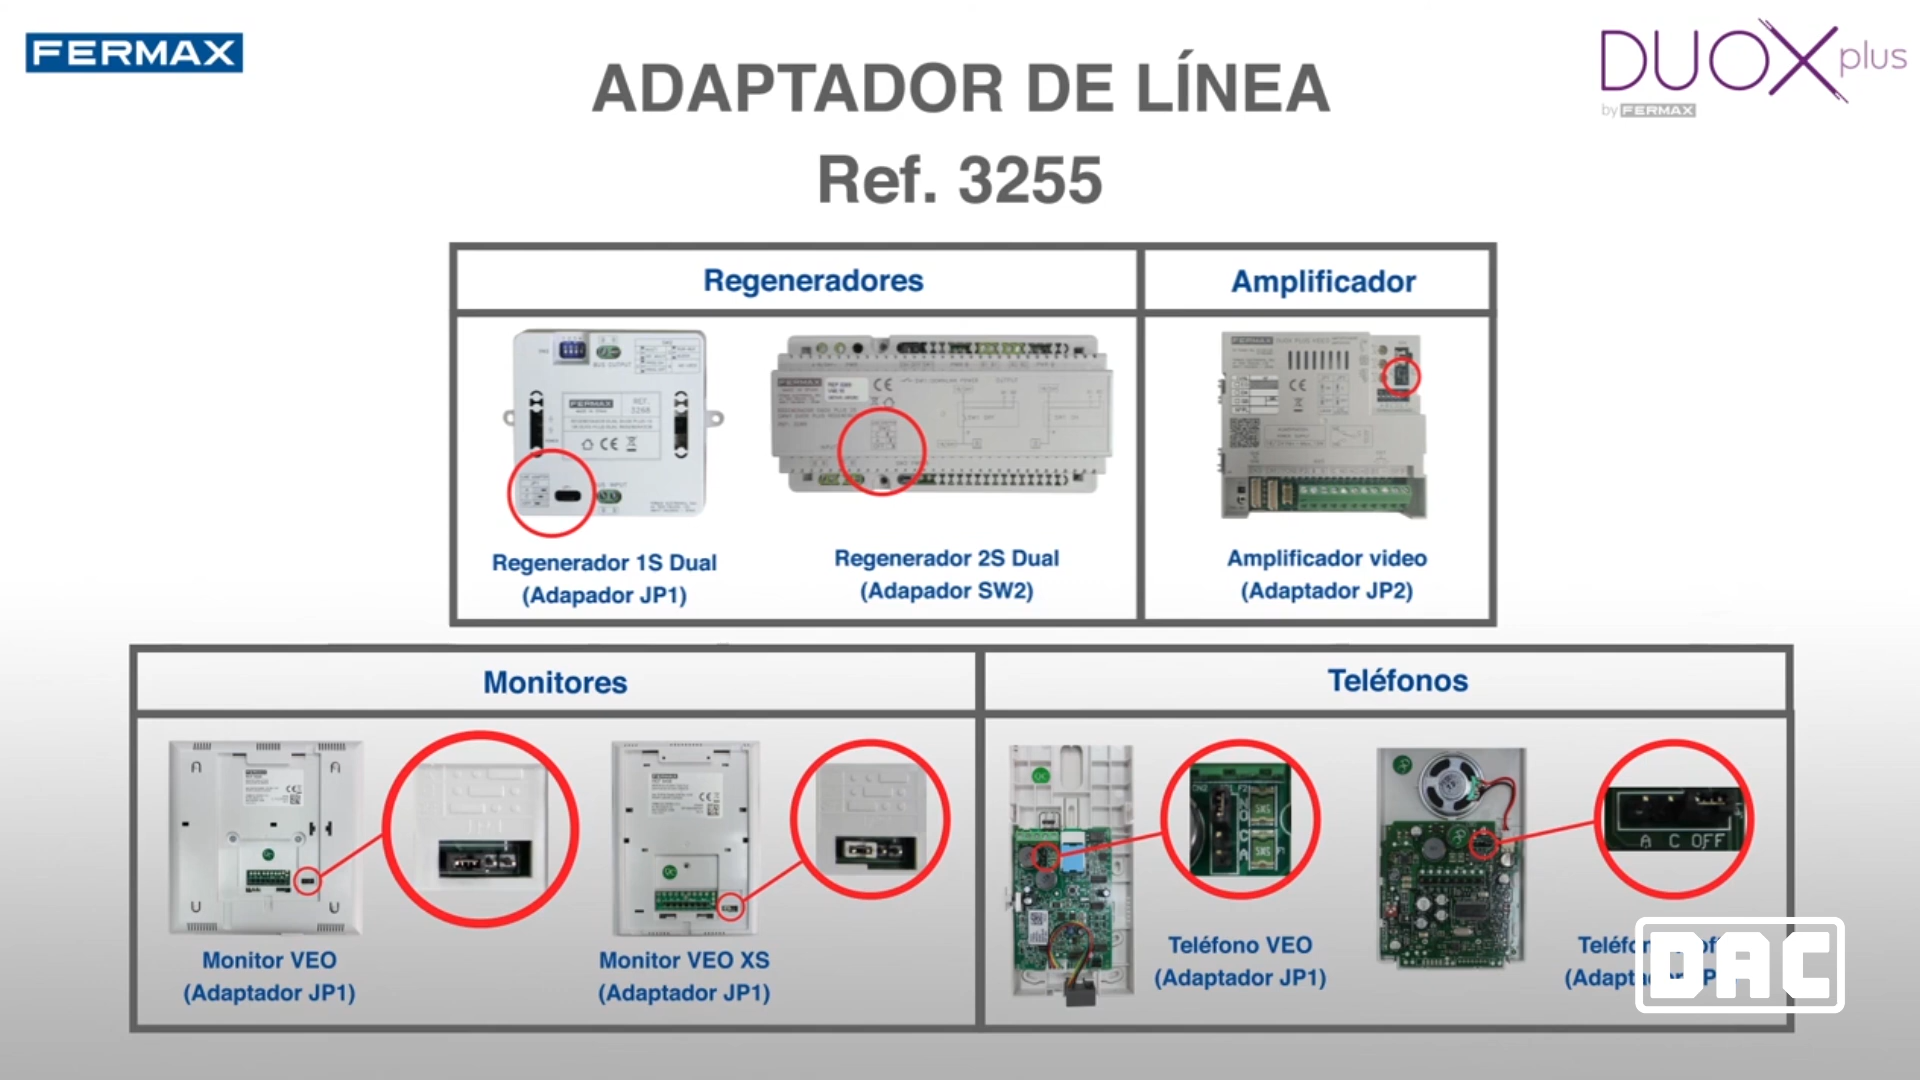 FERMAX
DUOX plus
by FERMAX
ADAPTADOR DE LÍNEA
Ref. 3255
Regeneradores
Amplificador
Regenerador 1S Dual
(Adapador JP1)
Regenerador 2S Dual
(Adapador SW2)
Amplificador video
(Adaptador JP2)
Monitores
Teléfonos
CN2
F2
A C OFF
Monitor VEO
(Adaptador JP1)
Monitor VEO XS
(Adaptador JP1)
Teléfono VEO
(Adaptador JP1)
DAC